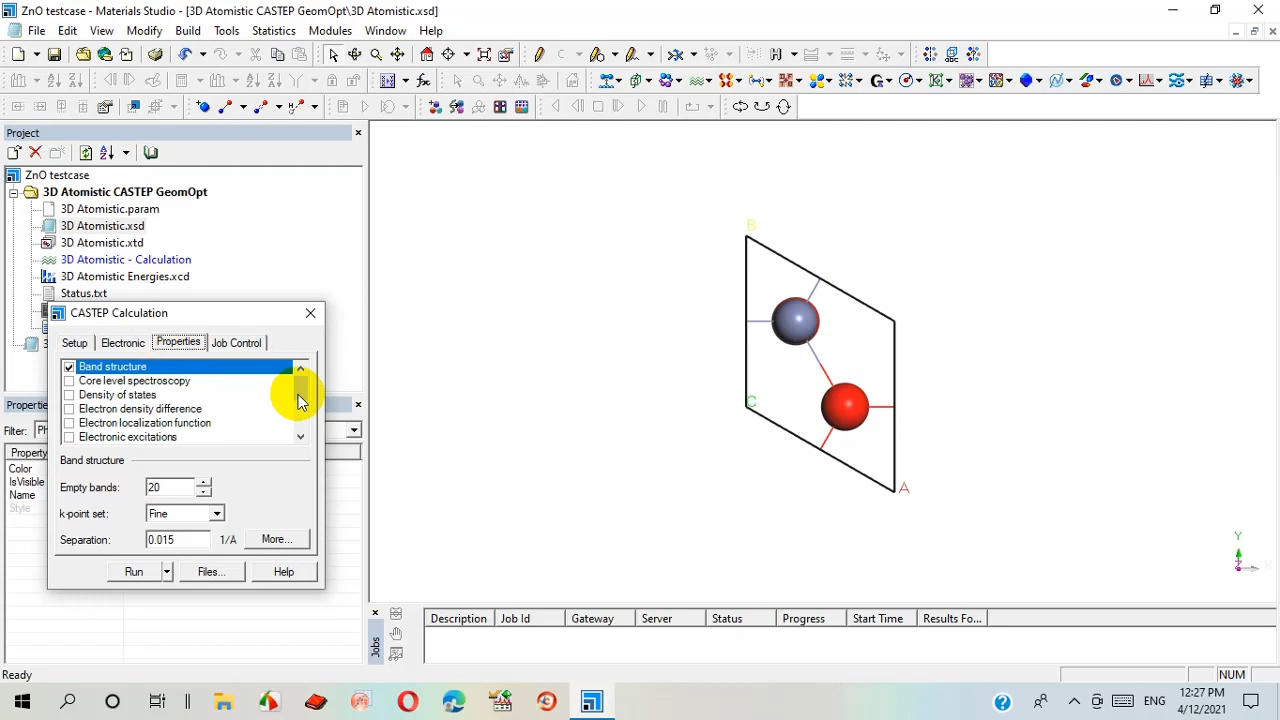 ZnO testcase - Materials Studio - [3D Atomistic CASTEP GeomOpt\3D Atomistic.xsd]
File Edit View Modify Build Tools Statistics Modules Window Help
Project
ZnO testcase
3D Atomistic CASTEP GeomOpt
3D Atomistic.param
3D Atomistic.xsd
3D Atomistic.xtd
3D Atomistic - Calculation
3D Atomistic Energies.xcd
Status.txt
CASTEP Calculation
Setup Electronic Properties Job Control
Band structure
Core level spectroscopy
Density of states
Electron density difference
Electron localization function
Electronic excitations
Band structure
Empty bands: 20
k-point set: Fine
Separation: 0.015 1/A More...
Run Files... Help
Filter:
Property
Color
IsVisible
Name
Style
B
C
A
Y
Z
Description Job Id Gateway Server Status Progress Start Time Results Fo...
Jobs
Ready
NUM
ENG
12:27 PM
4/12/2021